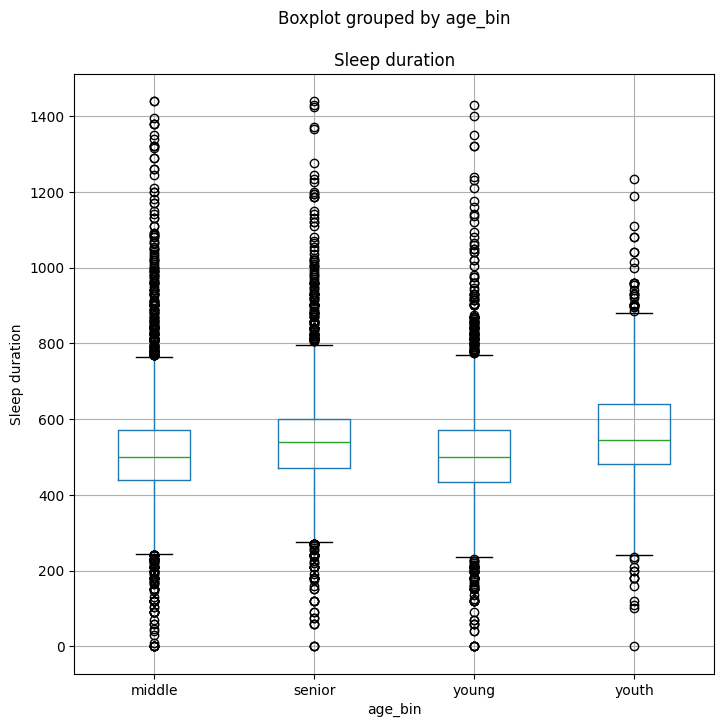 Boxplot grouped by age_bin
Sleep duration
1400
1200
1000
800
600
400
200
0
Sleep duration
middle senior young youth
age_bin